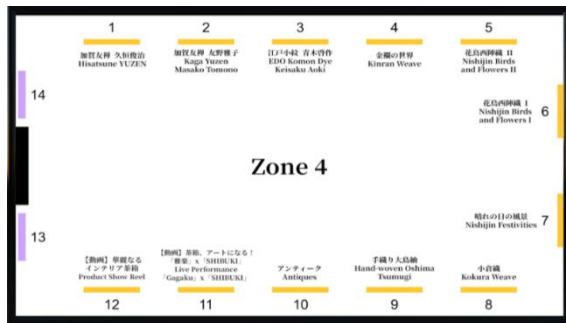 1
2
3
4
5
加賀友禅 久恒俊治
Hisatsune YUZEN
加賀友禅 友野雅子
Kaga Yuzen
Masako Tomono
江戸小紋 青木啓作
EDO Komon Dye
Keisaku Aoki
金襴の世界
Kinran Weave
花鳥西陣織 II
Nishijin Birds
and Flowers II
14
花鳥西陣織 I
Nishijin Birds
and Flowers I
6
Zone 4
13
晴れの日の風景
Nishijin Festivities
7
【動画】華麗なる
インテリア茶箱
Product Show Reel
【動画】茶箱、アートになる！
「雅楽」x「SHIBUKI」
Live Performance
「Gagaku」x「SHIBUKI」
アンティーク
Antiques
手織り大島紬
Hand-woven Oshima
Tsumugi
小倉織
Kokura Weave
12
11
10
9
8